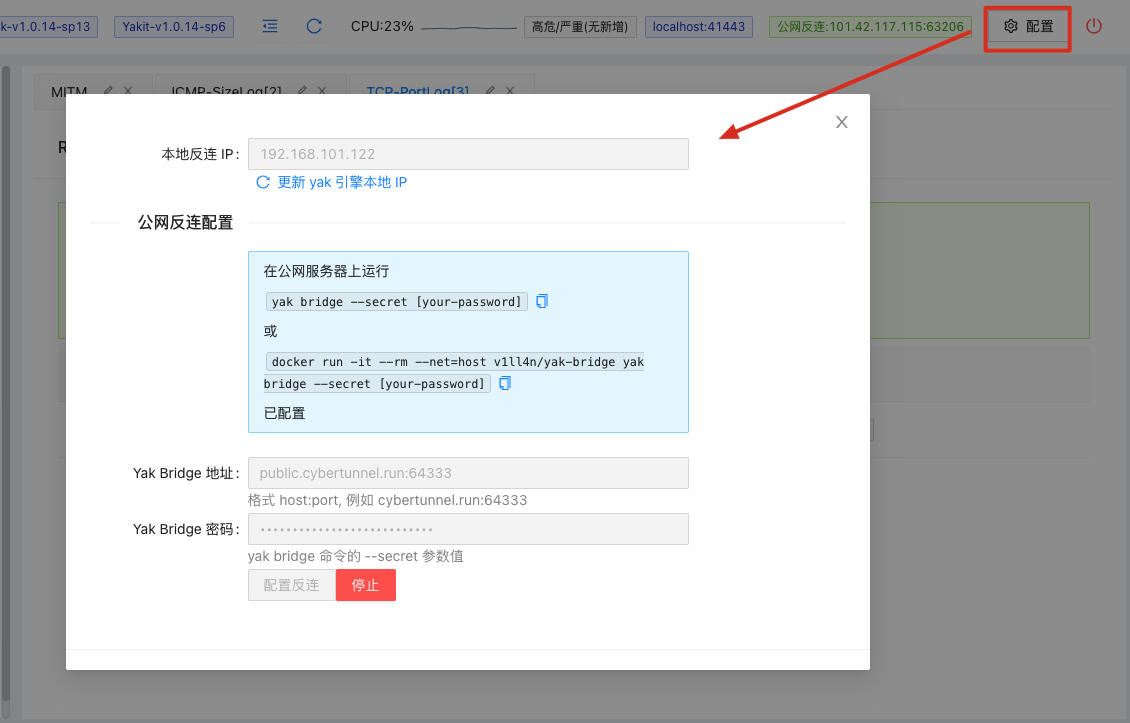 k-v1.0.14-sp13 Yakit-v1.0.14-sp6 CPU:23% 高危/严重(无新增) localhost:41443 公网反连:101.42.117.115:63206 配置
MITM ICMP-SizeLog[2] TCP-PortLog[3]
R
X
本地反连 IP: 192.168.101.122
更新 yak 引擎本地 IP
公网反连配置
在公网服务器上运行
yak bridge --secret [your-password]
或
docker run -it --rm --net=host v1ll4n/yak-bridge yak
bridge --secret [your-password]
已配置
Yak Bridge 地址: public.cybertunnel.run:64333
格式 host:port, 例如 cybertunnel.run:64333
Yak Bridge 密码:
yak bridge 命令的 --secret 参数值
配置反连 停止